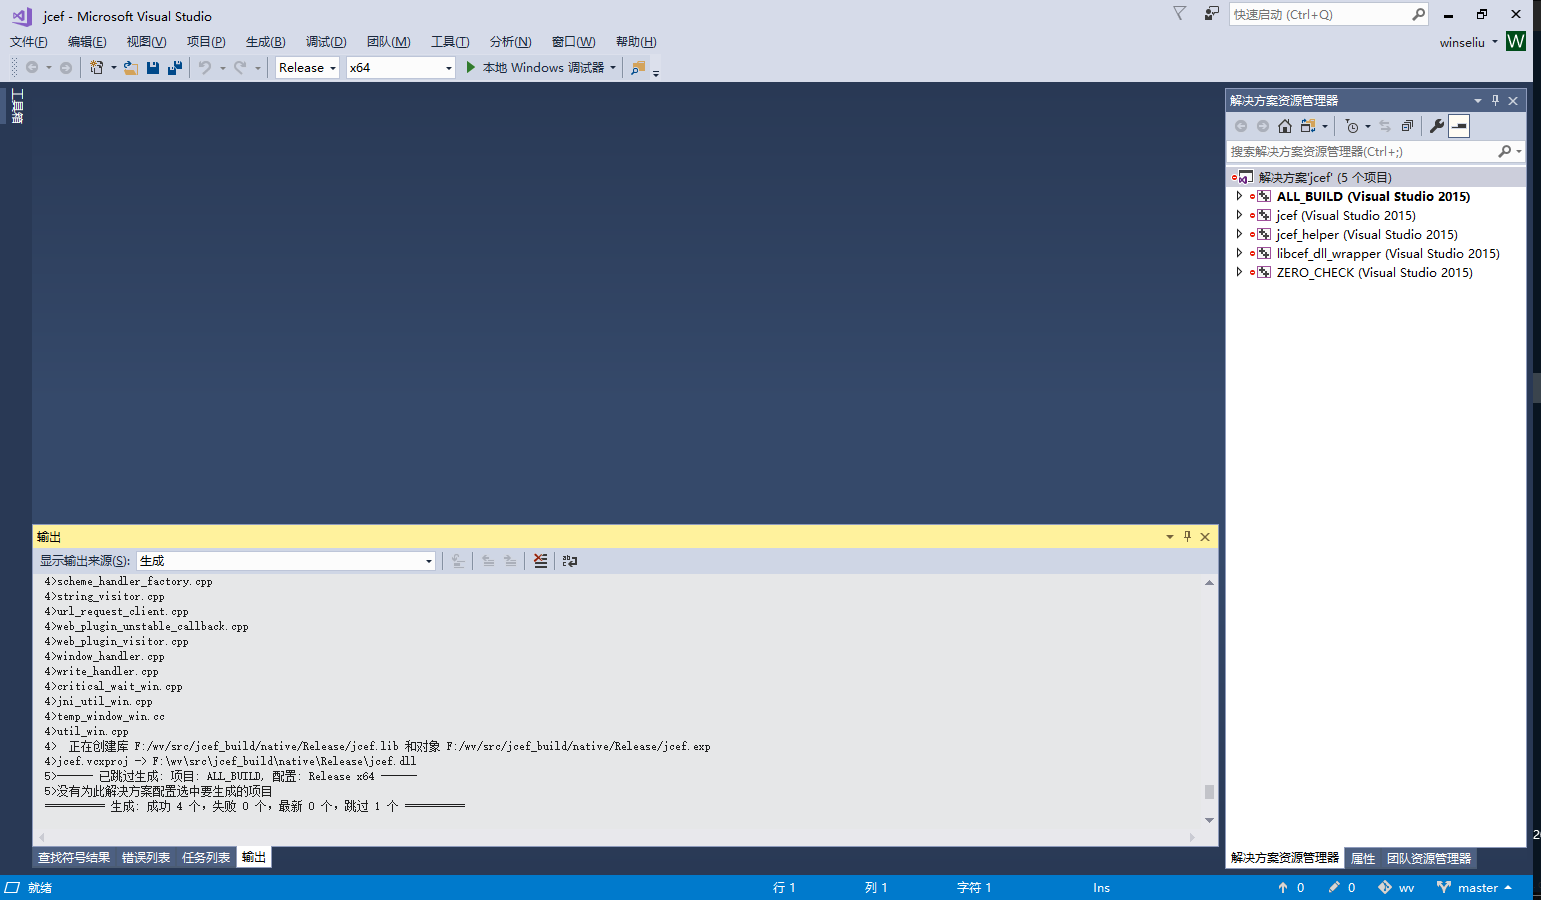 jcef - Microsoft Visual Studio
快速启动 (Ctrl+Q)
文件(F) 编辑(E) 视图(V) 项目(P) 生成(B) 调试(D) 团队(M) 工具(T) 分析(N) 窗口(W) 帮助(H)
winseliu W
Release x64 本地 Windows 调试器
工具箱
解决方案资源管理器
搜索解决方案资源管理器(Ctrl+;)
解决方案'jcef' (5 个项目)
ALL_BUILD (Visual Studio 2015)
jcef (Visual Studio 2015)
jcef_helper (Visual Studio 2015)
libcef_dll_wrapper (Visual Studio 2015)
ZERO_CHECK (Visual Studio 2015)
输出
显示输出来源(S): 生成
4>scheme_handler_factory.cpp
4>string_visitor.cpp
4>url_request_client.cpp
4>web_plugin_unstable_callback.cpp
4>web_plugin_visitor.cpp
4>window_handler.cpp
4>write_handler.cpp
4>critical_wait_win.cpp
4>jni_util_win.cpp
4>temp_window_win.cc
4>util_win.cpp
4>  正在创建库 F:/wv/src/jcef_build/native/Release/jcef.lib 和对象 F:/wv/src/jcef_build/native/Release/jcef.exp
4>jcef.vcxproj -> F:\wv\src\jcef_build\native\Release\jcef.dll
5>------ 已跳过生成: 项目: ALL_BUILD, 配置: Release x64 ------
5>没有为此解决方案配置选中要生成的项目
========== 生成: 成功 4 个，失败 0 个，最新 0 个，跳过 1 个 ==========
查找符号结果 错误列表 任务列表 输出
解决方案资源管理器 属性 团队资源管理器
就绪 行 1 列 1 字符 1 Ins 0 0 wv master